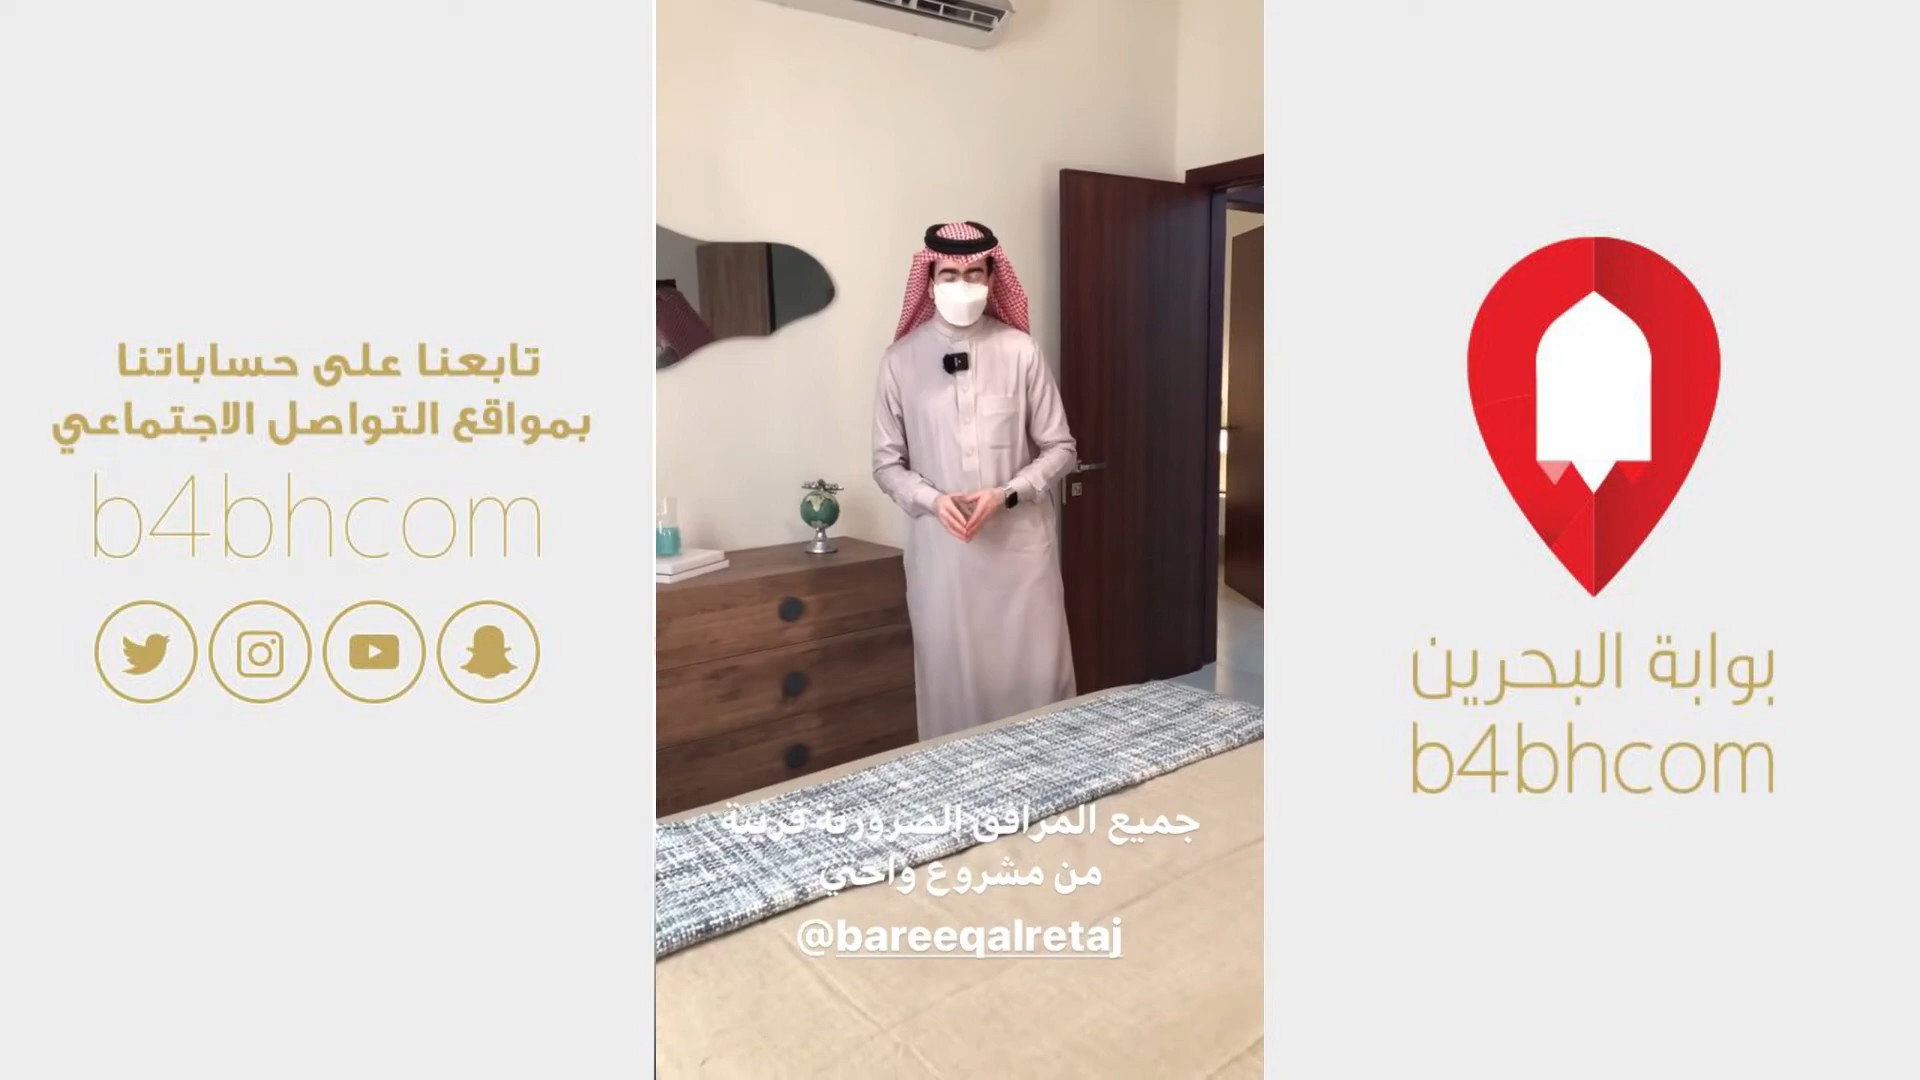 تابعنا على حساباتنا
بمواقع التواصل الاجتماعي
b4bhcom
جميع المرافق الضرورية قريبة
من مشروع واحتي
@bareeqalretaj
بوابة البحرين
b4bhcom